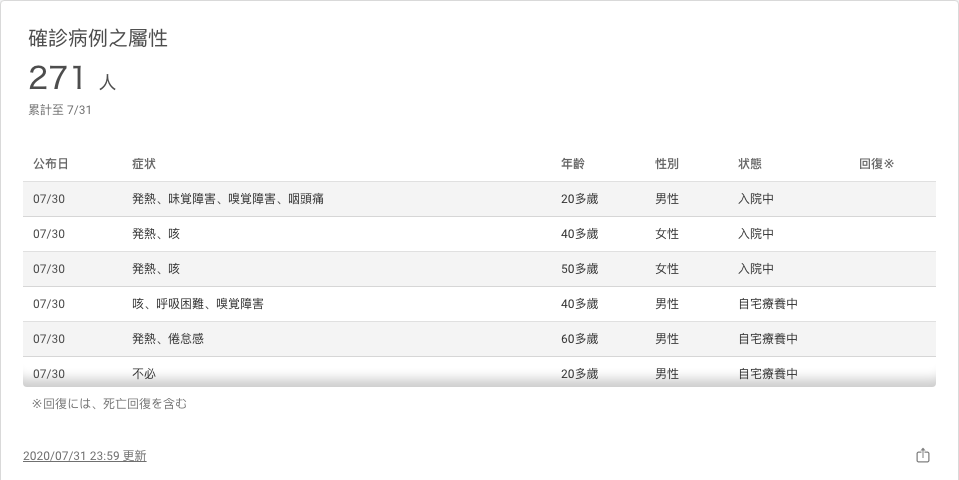 確診病例之屬性
271 人
累計至 7/31
公布日 症状 年齢 性別 状態 回復※
07/30 発熱、味覚障害、嗅覚障害、咽頭痛 20多歲 男性 入院中
07/30 発熱、咳 40多歲 女性 入院中
07/30 発熱、咳 50多歲 女性 入院中
07/30 咳、呼吸困難、嗅覚障害 40多歲 男性 自宅療養中
07/30 発熱、倦怠感 60多歲 男性 自宅療養中
07/30 不必 20多歲 男性 自宅療養中
※回復には、死亡回復を含む
2020/07/31 23:59 更新